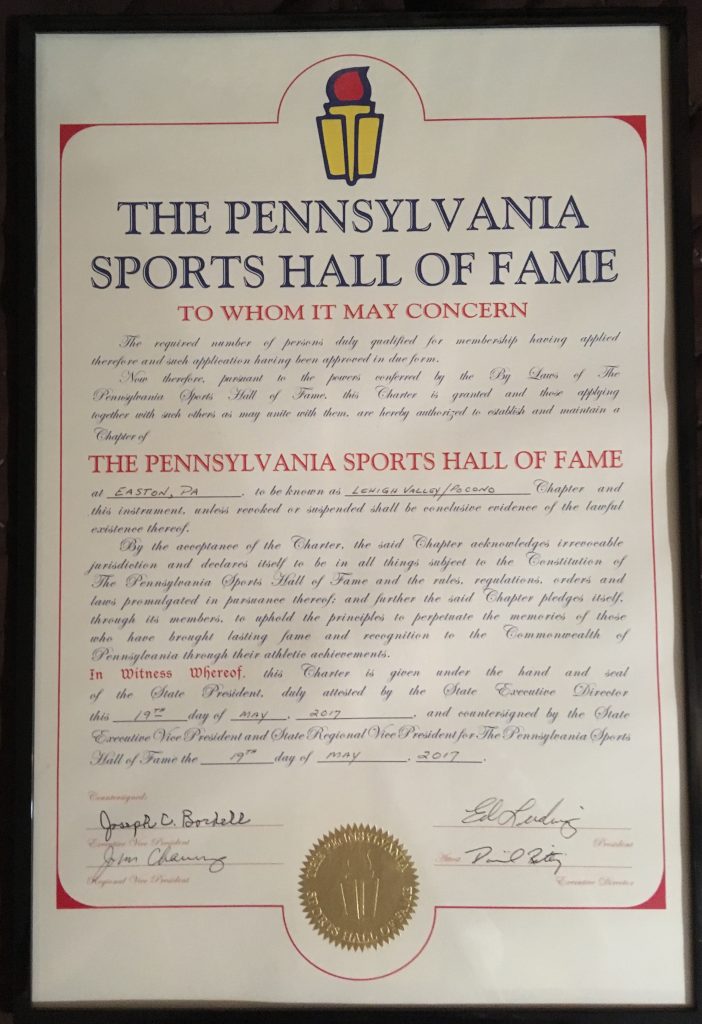 THE PENNSYLVANIA
SPORTS HALL OF FAME
TO WHOM IT MAY CONCERN
The required number of persons duly qualified for membership having applied
therefore and such application having been approved in due form.
Now therefore, pursuant to the powers conferred by the By Laws of The
Pennsylvania Sports Hall of Fame, this Charter is granted and those applying
together with such others as may unite with them, are hereby authorized to establish and maintain a
Chapter of
THE PENNSYLVANIA SPORTS HALL OF FAME
at EASTON, PA, to be known as LEHIGH VALLEY/POCONO Chapter and
this instrument, unless revoked or suspended shall be conclusive evidence of the lawful
existence thereof.
By the acceptance of the Charter, the said Chapter acknowledges irrevocable
jurisdiction and declares itself to be in all things subject to the Constitution of
The Pennsylvania Sports Hall of Fame and the rules, regulations, orders and
laws promulgated in pursuance thereof; and further the said Chapter pledges itself,
through its members, to uphold the principles to perpetuate the memories of those
who have brought lasting fame and recognition to the Commonwealth of
Pennsylvania through their athletic achievements.
In Witness Whereof, this Charter is given under the hand and seal
of the State President, duly attested by the State Executive Director
this 19TH day of MAY, 2017, and countersigned by the State
Executive Vice President and State Regional Vice President for The Pennsylvania Sports
Hall of Fame the 19TH day of MAY, 2017.
Countersigned:
Joseph C. Ed
Executive Vice President President
John Attest David
Regional Vice President Executive Director
THE PENNSYLVANIA
SPORTS HALL OF FAME